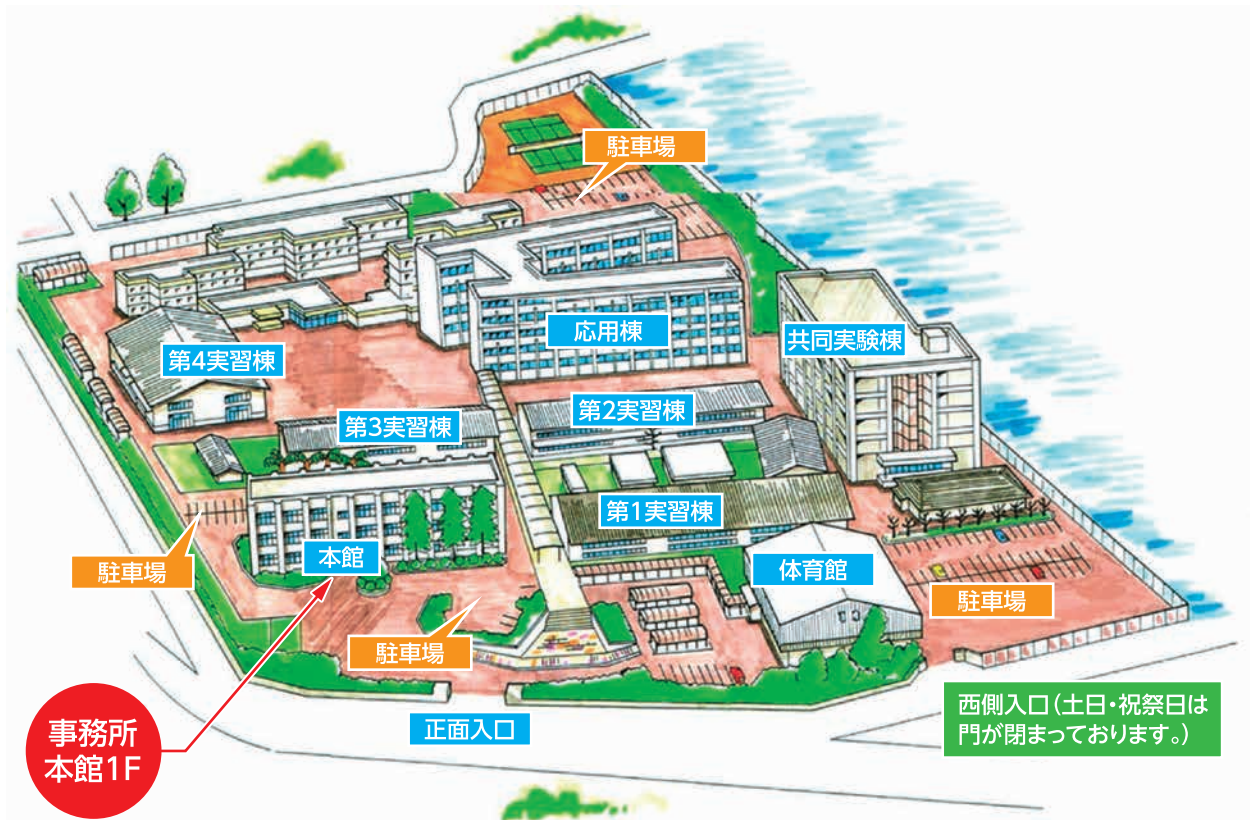 駐車場
応用棟
共同実験棟
第4実習棟
第3実習棟
第2実習棟
第1実習棟
本館
体育館
駐車場
駐車場
駐車場
正面入口
西側入口（土日・祝祭日は
門が閉まっております。）
事務所
本館1F